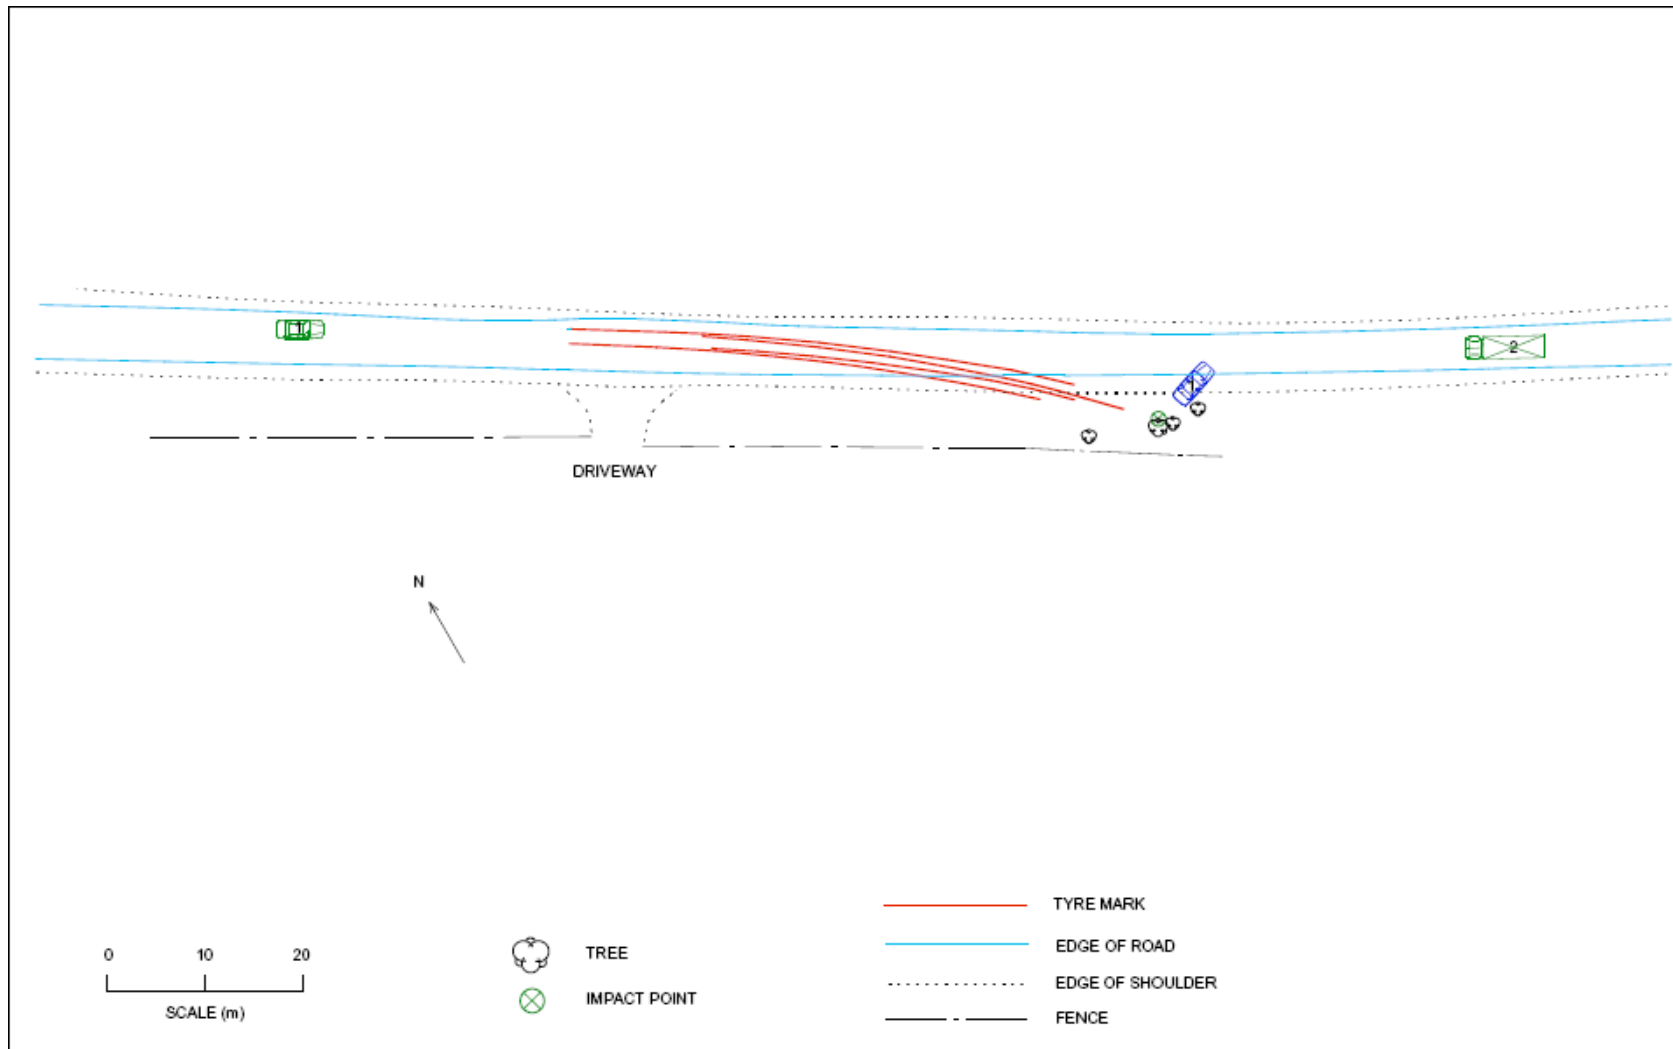 1
2
1
DRIVEWAY
N
TYRE MARK
0 10 20
TREE
EDGE OF ROAD
IMPACT POINT
EDGE OF SHOULDER
SCALE (m)
FENCE